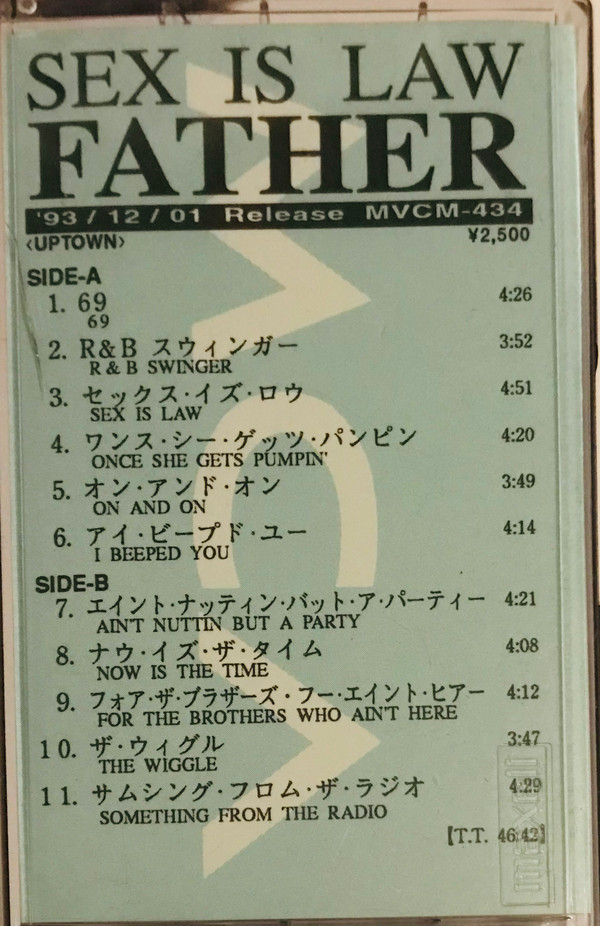 SEX IS LAW
FATHER
'93/12/01 Release MVCM-434
〈UPTOWN〉 ¥2,500
SIDE-A
1. 69 4:26
69
2. R&B スウィンガー 3:52
R&B SWINGER
3. セックス・イズ・ロウ 4:51
SEX IS LAW
4. ワンス・シー・ゲッツ・パンピン 4:20
ONCE SHE GETS PUMPIN'
5. オン・アンド・オン 3:49
ON AND ON
6. アイ・ビープド・ユー 4:14
I BEEPED YOU
SIDE-B
7. エイント・ナッティン・バット・ア・パーティー 4:21
AIN'T NUTTIN BUT A PARTY
8. ナウ・イズ・ザ・タイム 4:08
NOW IS THE TIME
9. フォア・ザ・ブラザーズ・フー・エイント・ヒアー 4:12
FOR THE BROTHERS WHO AIN'T HERE
10. ザ・ウィグル 3:47
THE WIGGLE
11. サムシング・フロム・ザ・ラジオ 4:29
SOMETHING FROM THE RADIO
【T.T. 46:42】
maxell